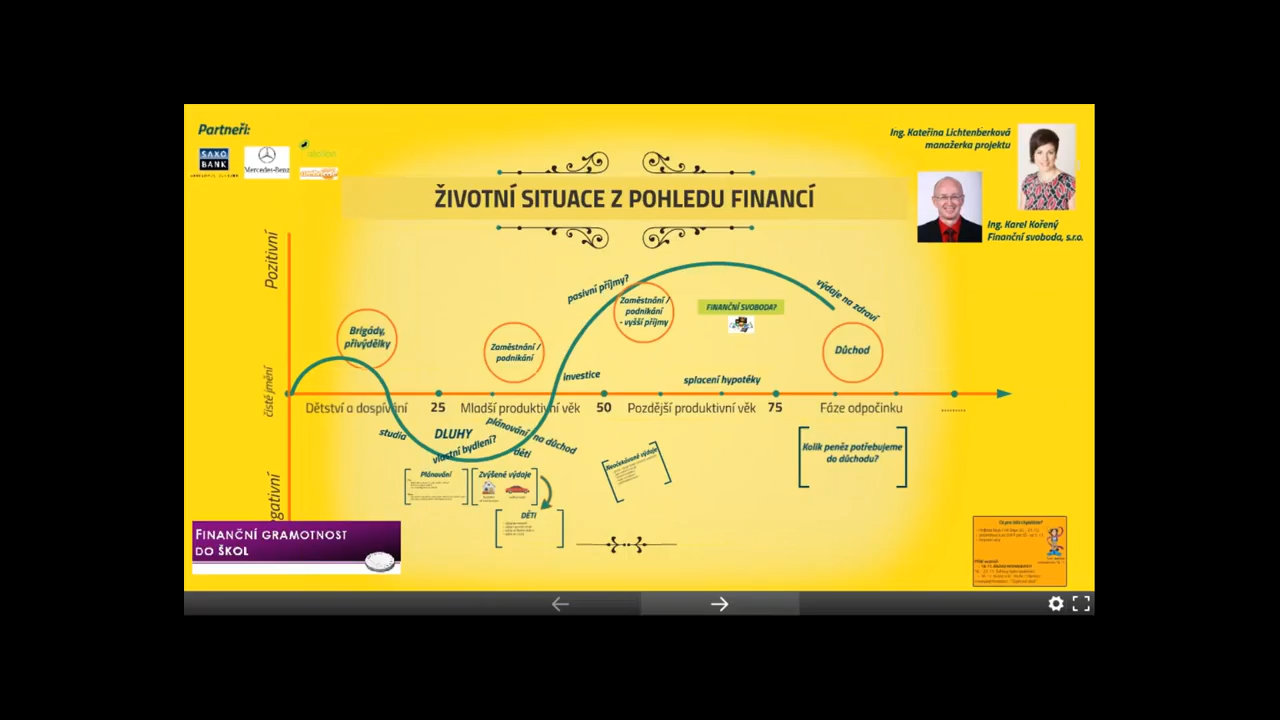 Partneři:
SAXO
BANK
Mercedes-Benz
Ing. Kateřina Lichtenberková
manažerka projektu
ŽIVOTNÍ SITUACE Z POHLEDU FINANCÍ
Ing. Karel Kořený
Finanční svoboda, s.r.o.
Pozitivní
pasivní příjmy?
výdaje na zdraví
Zaměstnání /
podnikání
- vyšší příjmy
FINANČNÍ SVOBODA?
Brigády,
přivýdělky
Zaměstnání /
podnikání
Důchod
čisté jmění
investice
splacení hypotéky
Dětství a dospívání
25
Mladší produktivní věk
50
Pozdější produktivní věk
75
Fáze odpočinku
.........
studia
DLUHY
plánování na důchod
vlastní bydlení?
děti
Kolik peněz potřebujeme
do důchodu?
Neočekávané výdaje
Plánování
Zvýšené výdaje
egativní
DĚTI
FINANČNÍ GRAMOTNOST
DO ŠKOL